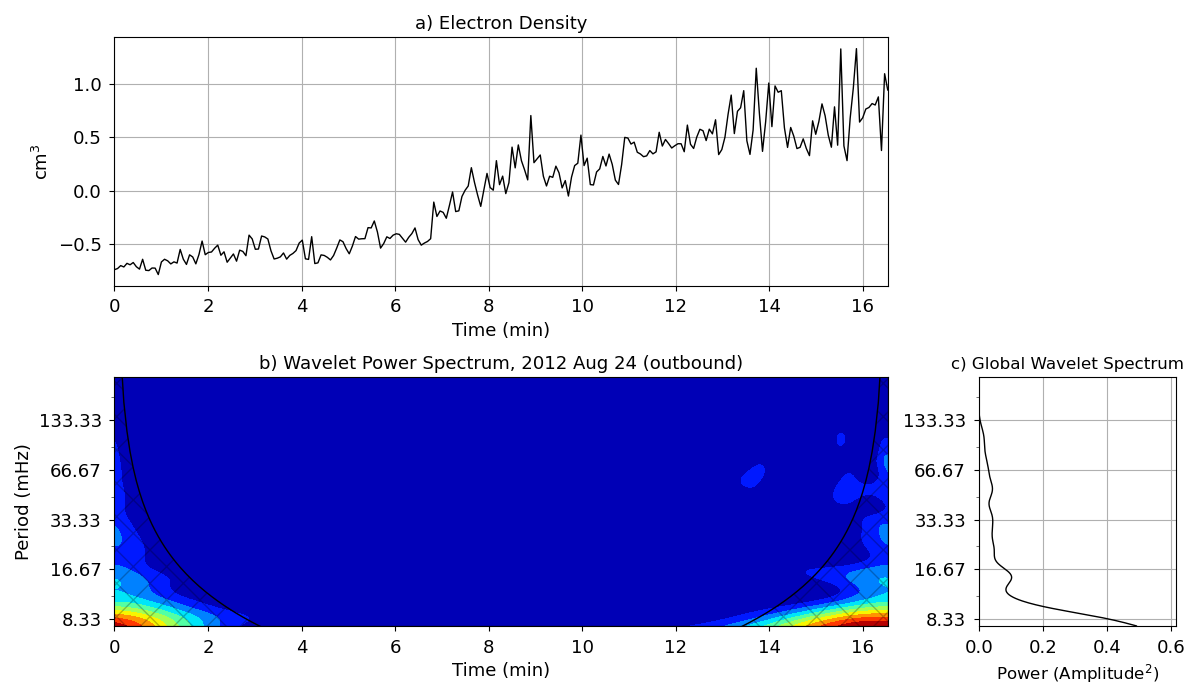 a) Electron Density
1.0
0.5
0.0
−0.5
cm³
0 2 4 6 8 10 12 14 16
Time (min)
b) Wavelet Power Spectrum, 2012 Aug 24 (outbound)
133.33
66.67
33.33
16.67
8.33
Period (mHz)
0 2 4 6 8 10 12 14 16
Time (min)
c) Global Wavelet Spectrum
133.33
66.67
33.33
16.67
8.33
0.0 0.2 0.4 0.6
Power (Amplitude²)